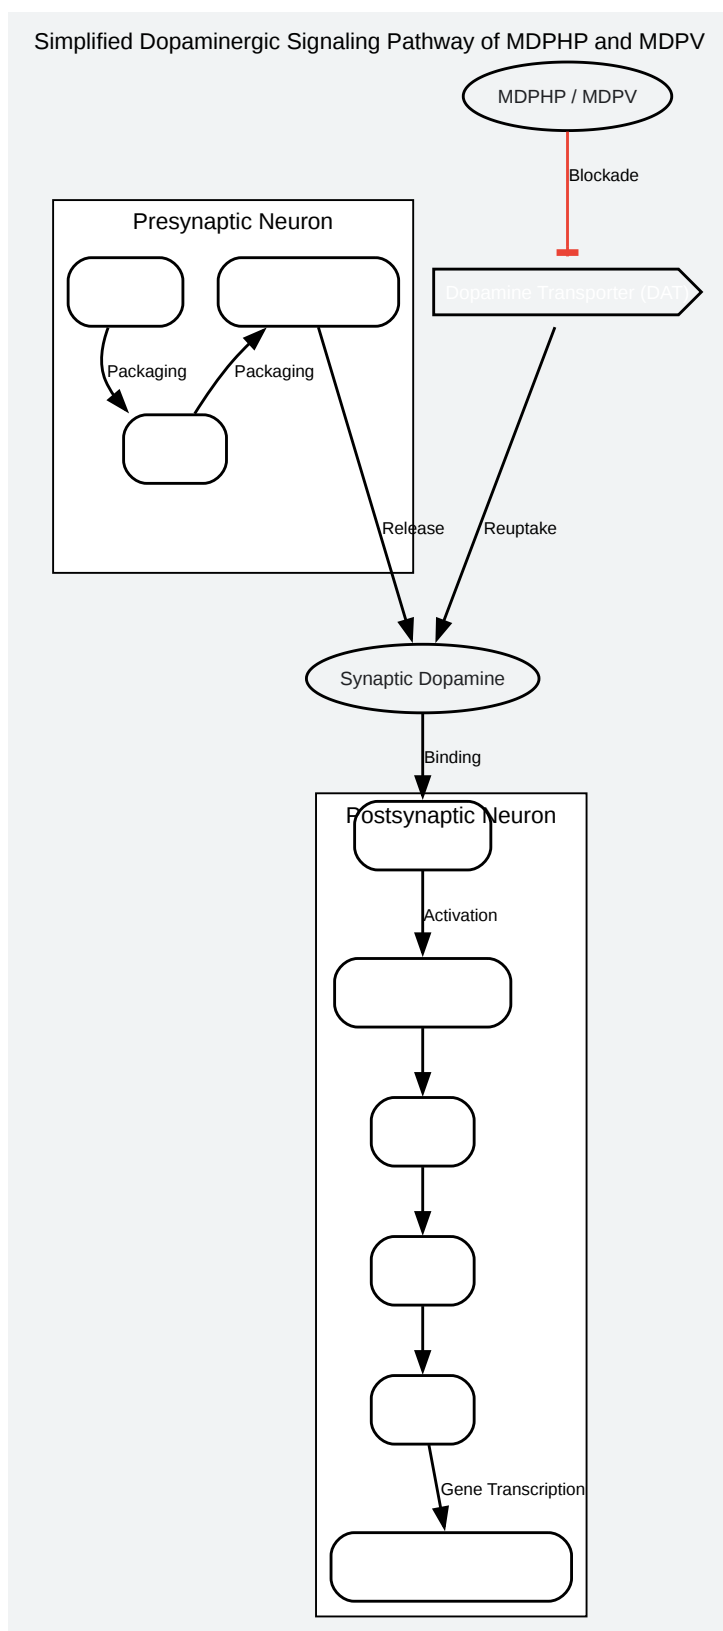 Simplified Dopaminergic Signaling Pathway of MDPHP and MDPV
MDPHP / MDPV
Blockade
Presynaptic Neuron
Dopamine Transporter (DAT)
Packaging
Packaging
Release
Reuptake
Synaptic Dopamine
Binding
Postsynaptic Neuron
Activation
Gene Transcription